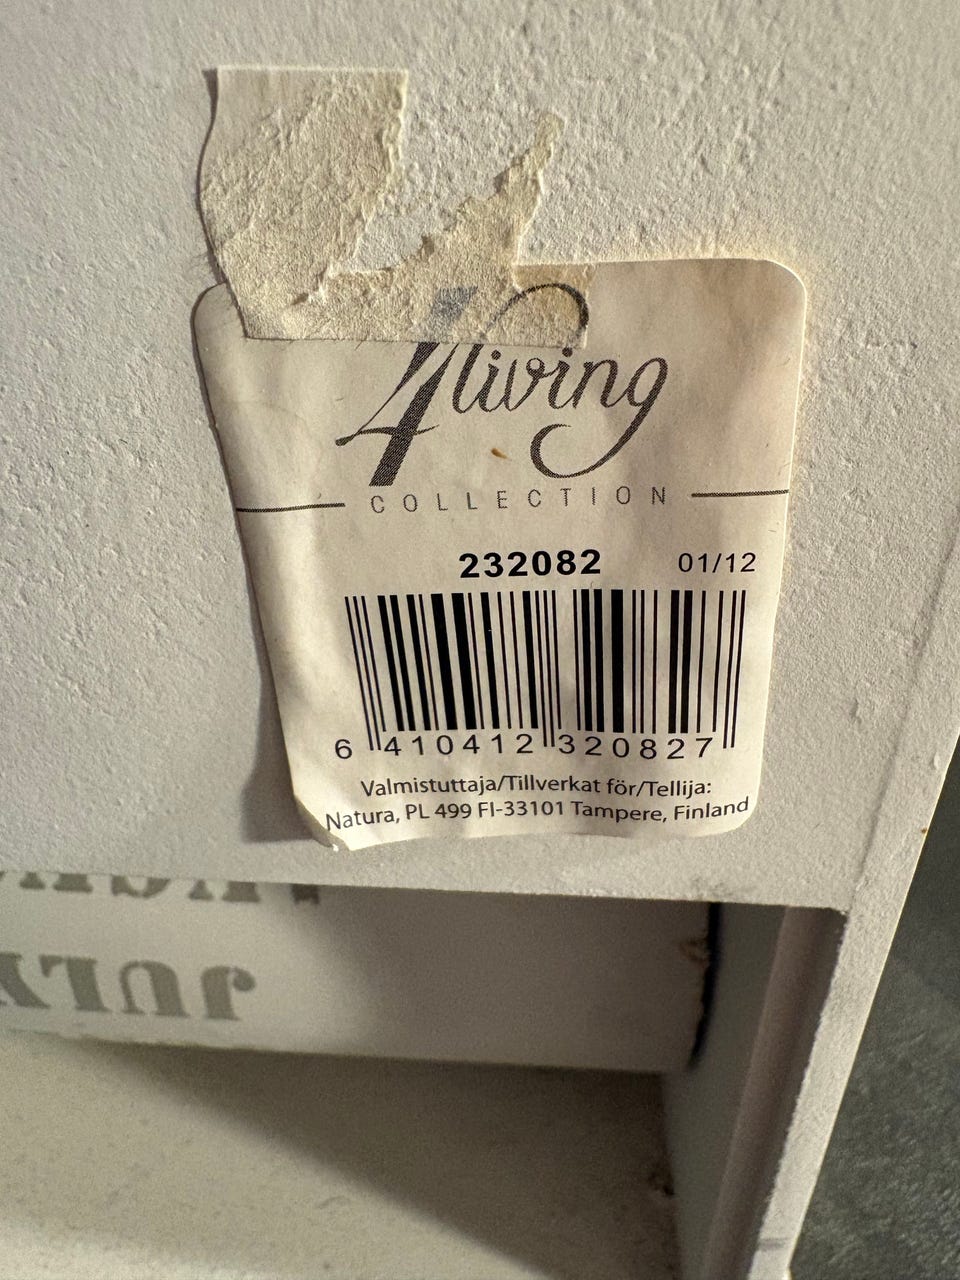 4living
COLLECTION
232082 01/12
6 410412 320827
Valmistuttaja/Tillverkat för/Tellija:
Natura, PL 499 FI-33101 Tampere, Finland
JULY